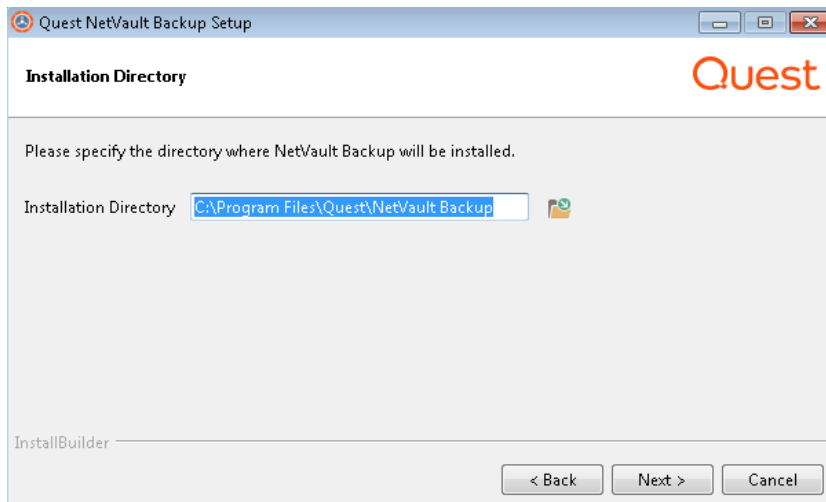 Quest NetVault Backup Setup
Installation Directory
Quest
Please specify the directory where NetVault Backup will be installed.
Installation Directory C:\Program Files\Quest\NetVault Backup
InstallBuilder
< Back Next > Cancel